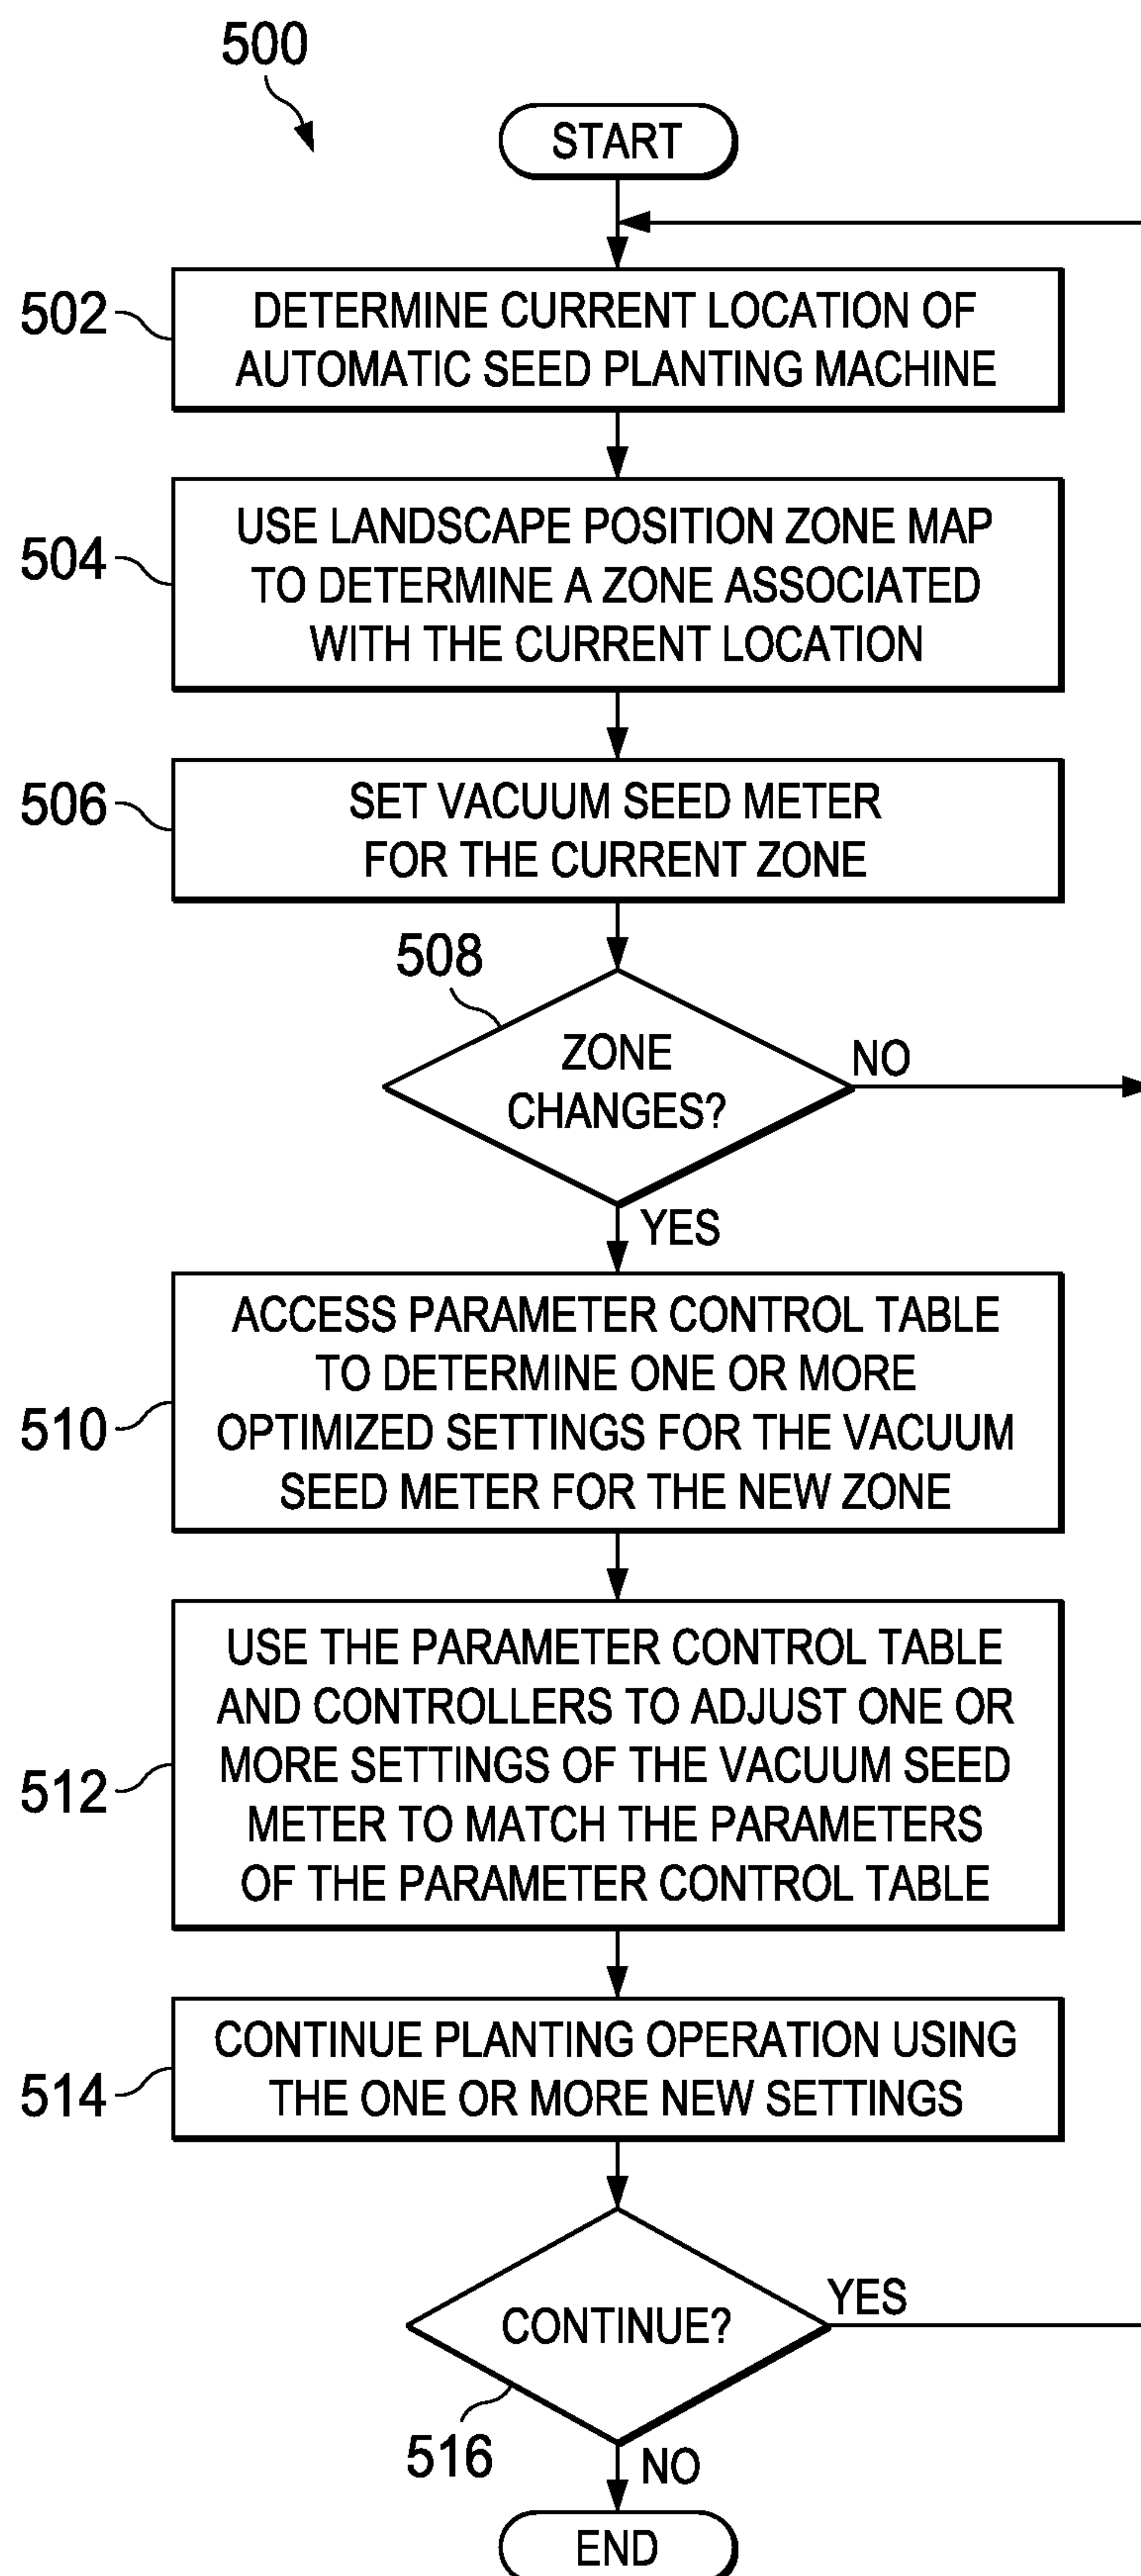 500
START
502
DETERMINE CURRENT LOCATION OF
AUTOMATIC SEED PLANTING MACHINE
504
USE LANDSCAPE POSITION ZONE MAP
TO DETERMINE A ZONE ASSOCIATED
WITH THE CURRENT LOCATION
506
SET VACUUM SEED METER
FOR THE CURRENT ZONE
508
ZONE
CHANGES?
NO
YES
510
ACCESS PARAMETER CONTROL TABLE
TO DETERMINE ONE OR MORE
OPTIMIZED SETTINGS FOR THE VACUUM
SEED METER FOR THE NEW ZONE
512
USE THE PARAMETER CONTROL TABLE
AND CONTROLLERS TO ADJUST ONE OR
MORE SETTINGS OF THE VACUUM SEED
METER TO MATCH THE PARAMETERS
OF THE PARAMETER CONTROL TABLE
514
CONTINUE PLANTING OPERATION USING
THE ONE OR MORE NEW SETTINGS
CONTINUE?
YES
516
NO
END